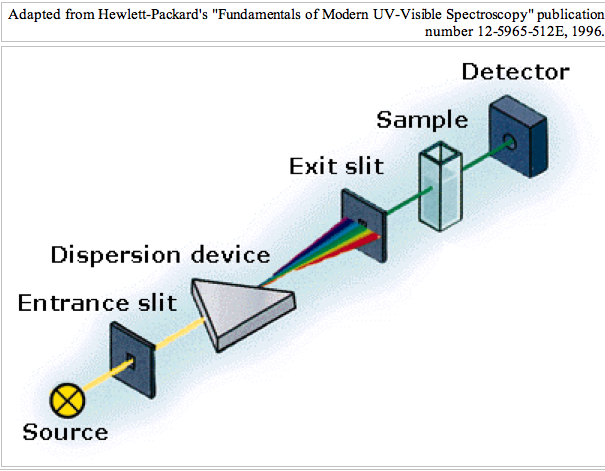 Adapted from Hewlett-Packard's "Fundamentals of Modern UV-Visible Spectroscopy" publication
number 12-5965-512E, 1996.
Detector
Sample
Exit slit
Dispersion device
Entrance slit
Source